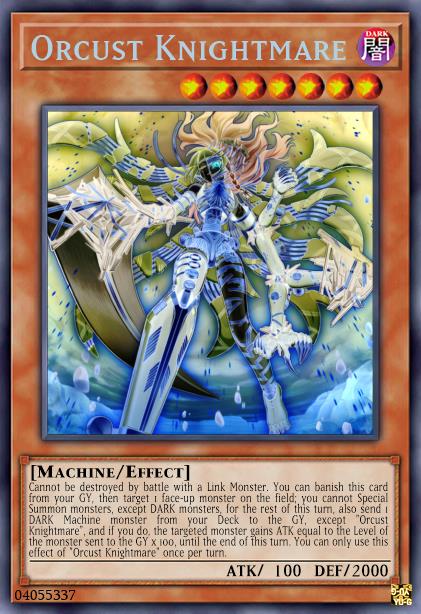 ORCUST KNIGHTMARE
DARK
闇
[MACHINE/EFFECT]
Cannot be destroyed by battle with a Link Monster. You can banish this card
from your GY, then target 1 face-up monster on the field; you cannot Special
Summon monsters, except DARK monsters, for the rest of this turn, also send 1
DARK Machine monster from your Deck to the GY, except "Orcust
Knightmare", and if you do, the targeted monster gains ATK equal to the Level of
the monster sent to the GY x 100, until the end of this turn. You can only use this
effect of "Orcust Knightmare" once per turn.
ATK/ 100 DEF/2000
04055337